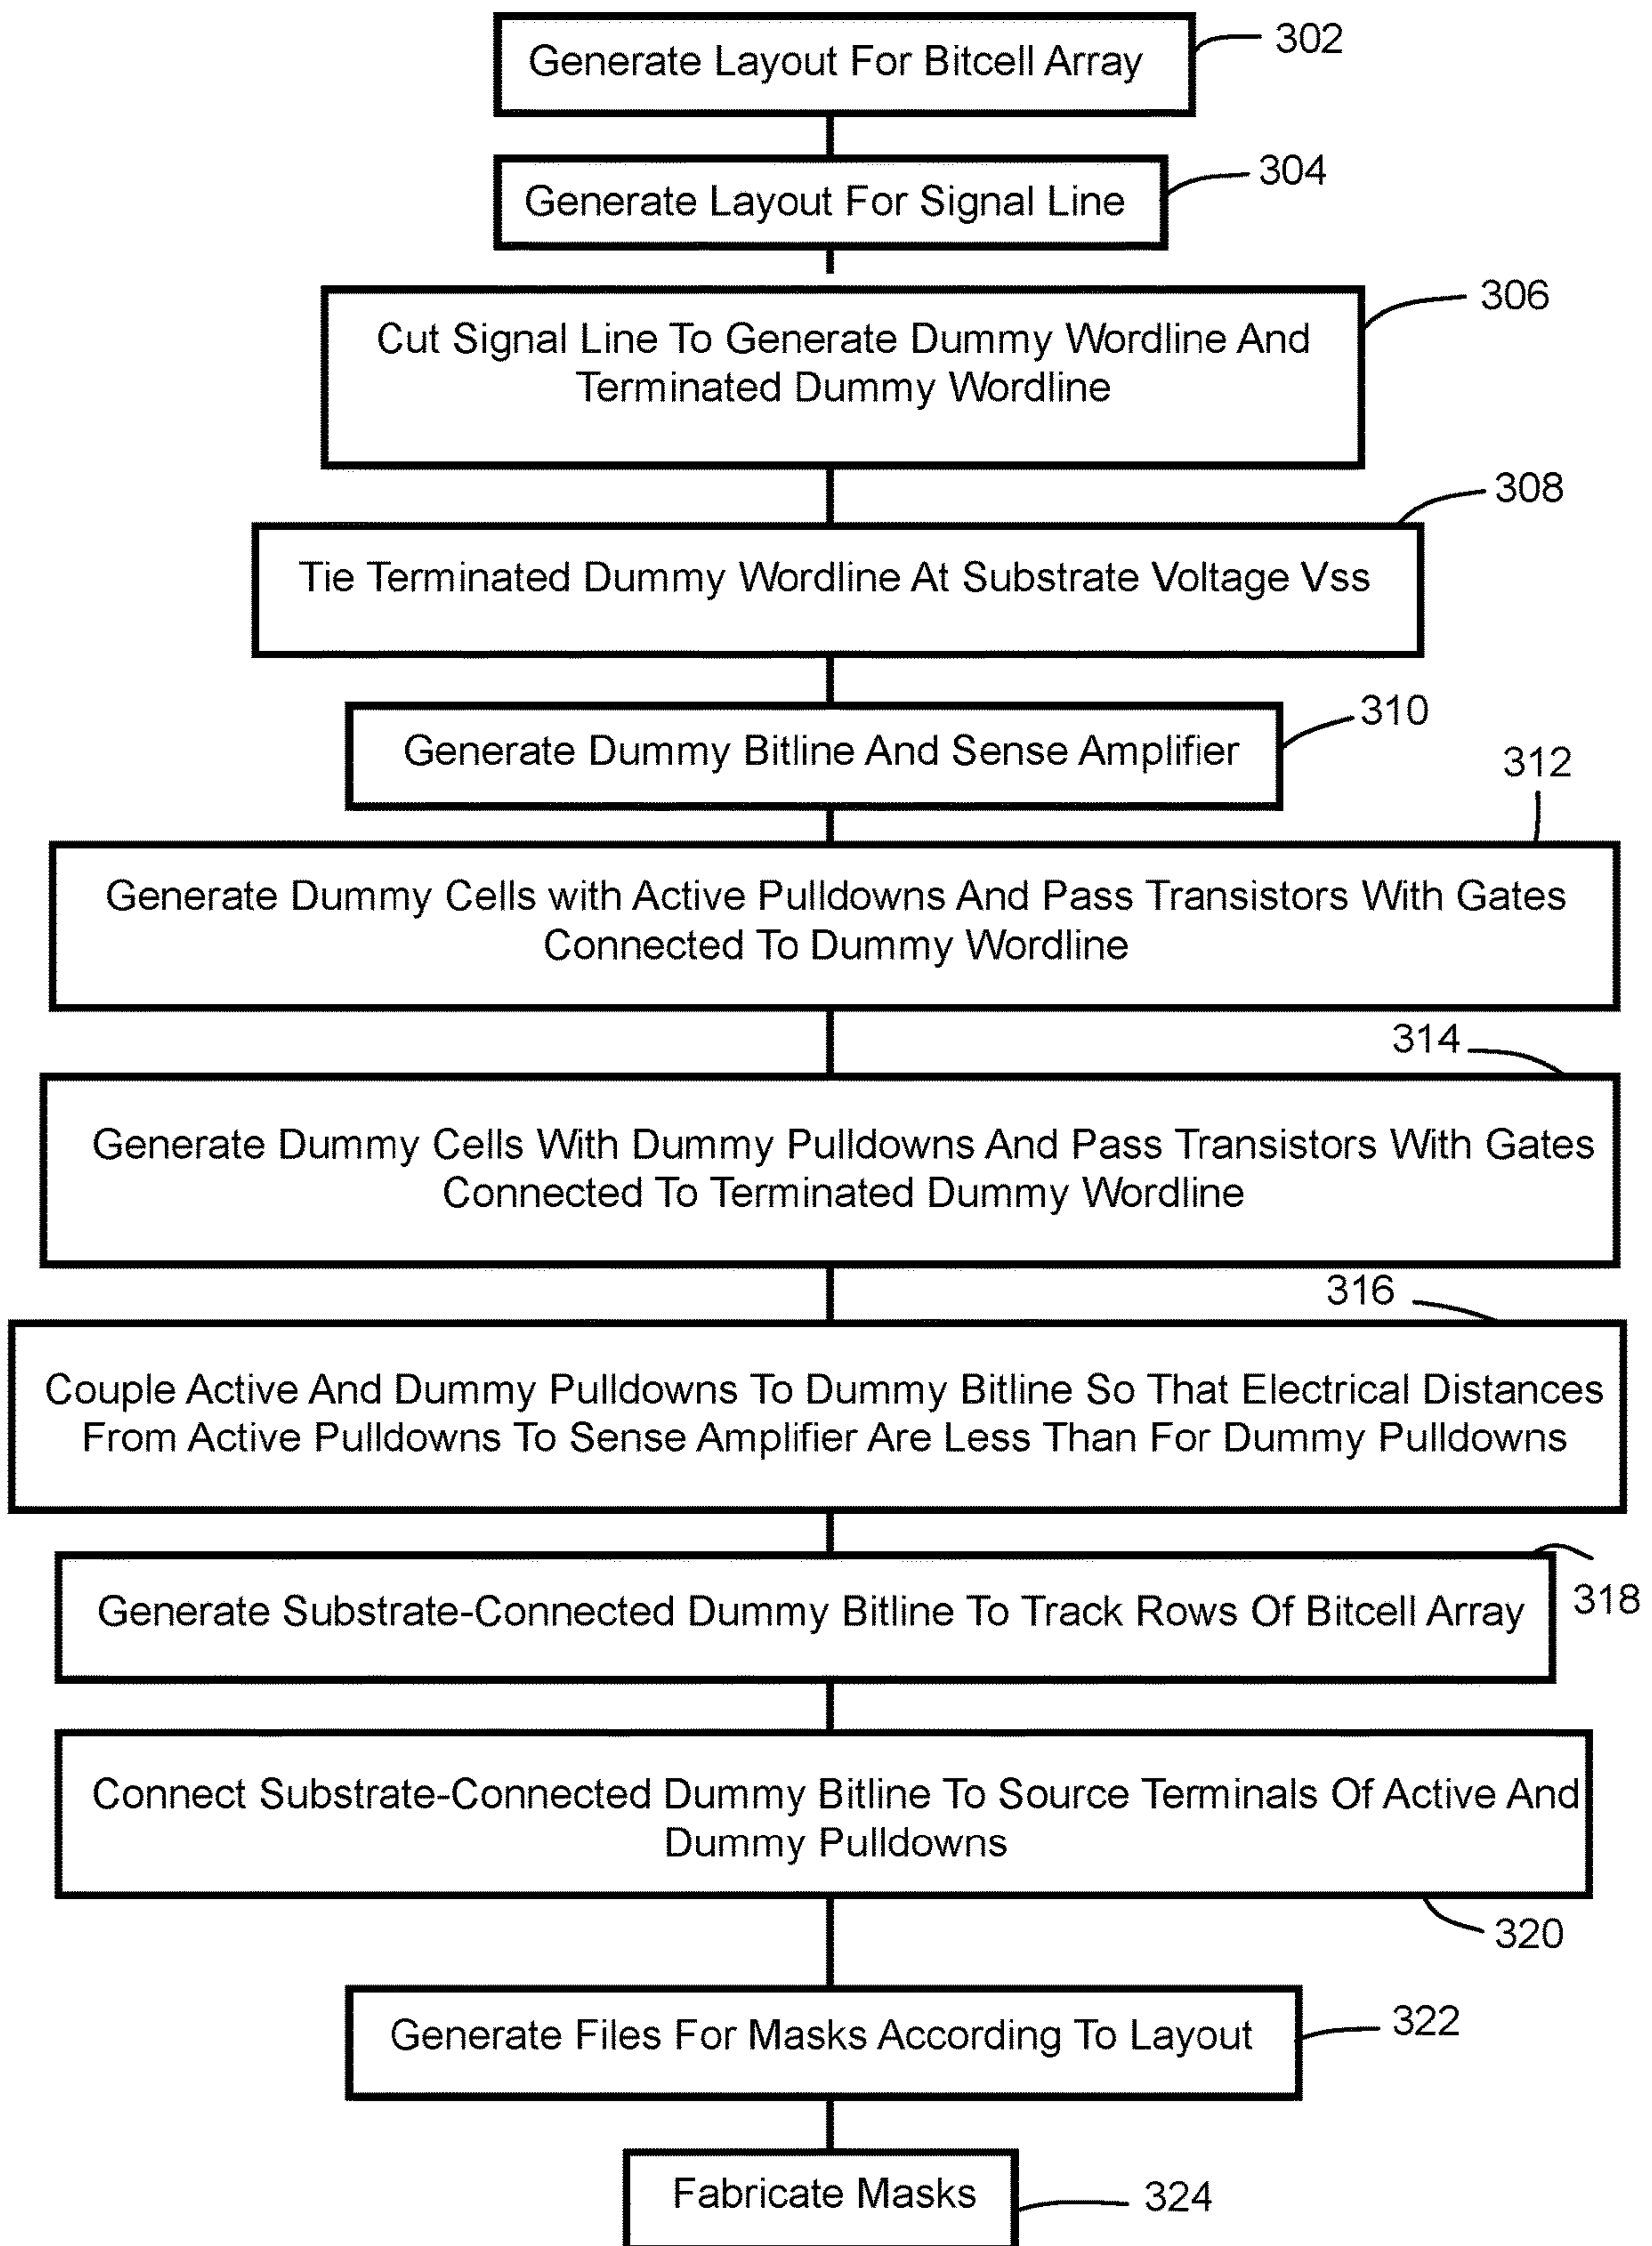 Generate Layout For Bitcell Array
302
Generate Layout For Signal Line
304
Cut Signal Line To Generate Dummy Wordline And
Terminated Dummy Wordline
306
Tie Terminated Dummy Wordline At Substrate Voltage Vss
308
Generate Dummy Bitline And Sense Amplifier
310
Generate Dummy Cells with Active Pulldowns And Pass Transistors With Gates
Connected To Dummy Wordline
312
Generate Dummy Cells With Dummy Pulldowns And Pass Transistors With Gates
Connected To Terminated Dummy Wordline
314
Couple Active And Dummy Pulldowns To Dummy Bitline So That Electrical Distances
From Active Pulldowns To Sense Amplifier Are Less Than For Dummy Pulldowns
316
Generate Substrate-Connected Dummy Bitline To Track Rows Of Bitcell Array
318
Connect Substrate-Connected Dummy Bitline To Source Terminals Of Active And
Dummy Pulldowns
320
Generate Files For Masks According To Layout
322
Fabricate Masks
324